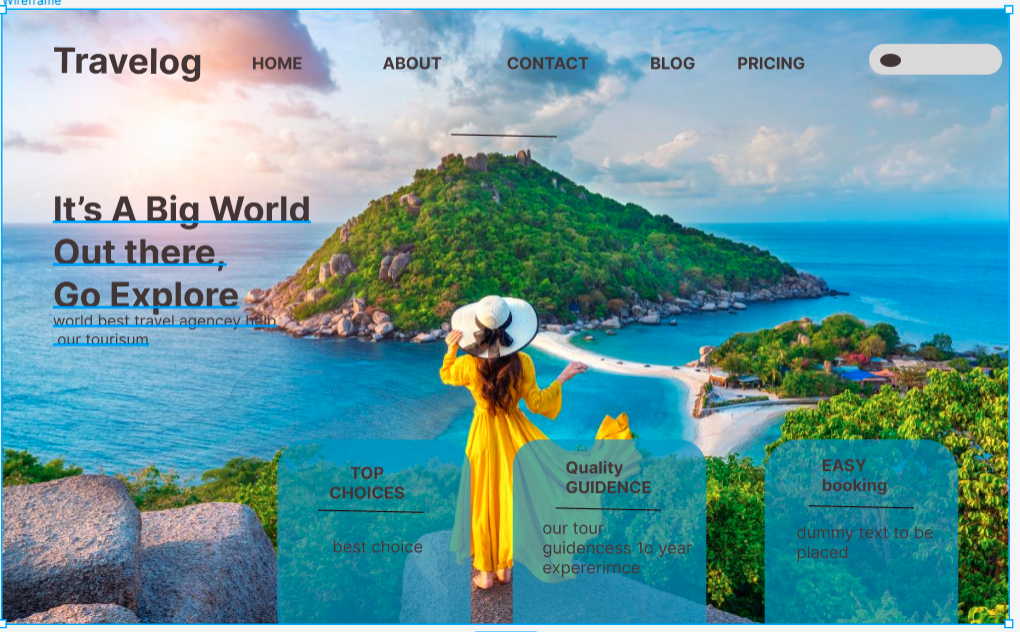 Wireframe
Travelog
HOME
ABOUT
CONTACT
BLOG
PRICING
It's A Big World
Out there,
Go Explore
world best travel agencey help
our tourisum
TOP
CHOICES
best choice
Quality
GUIDENCE
our tour
guidencess 1o year
expererirnce
EASY
booking
dummy text to be
placed